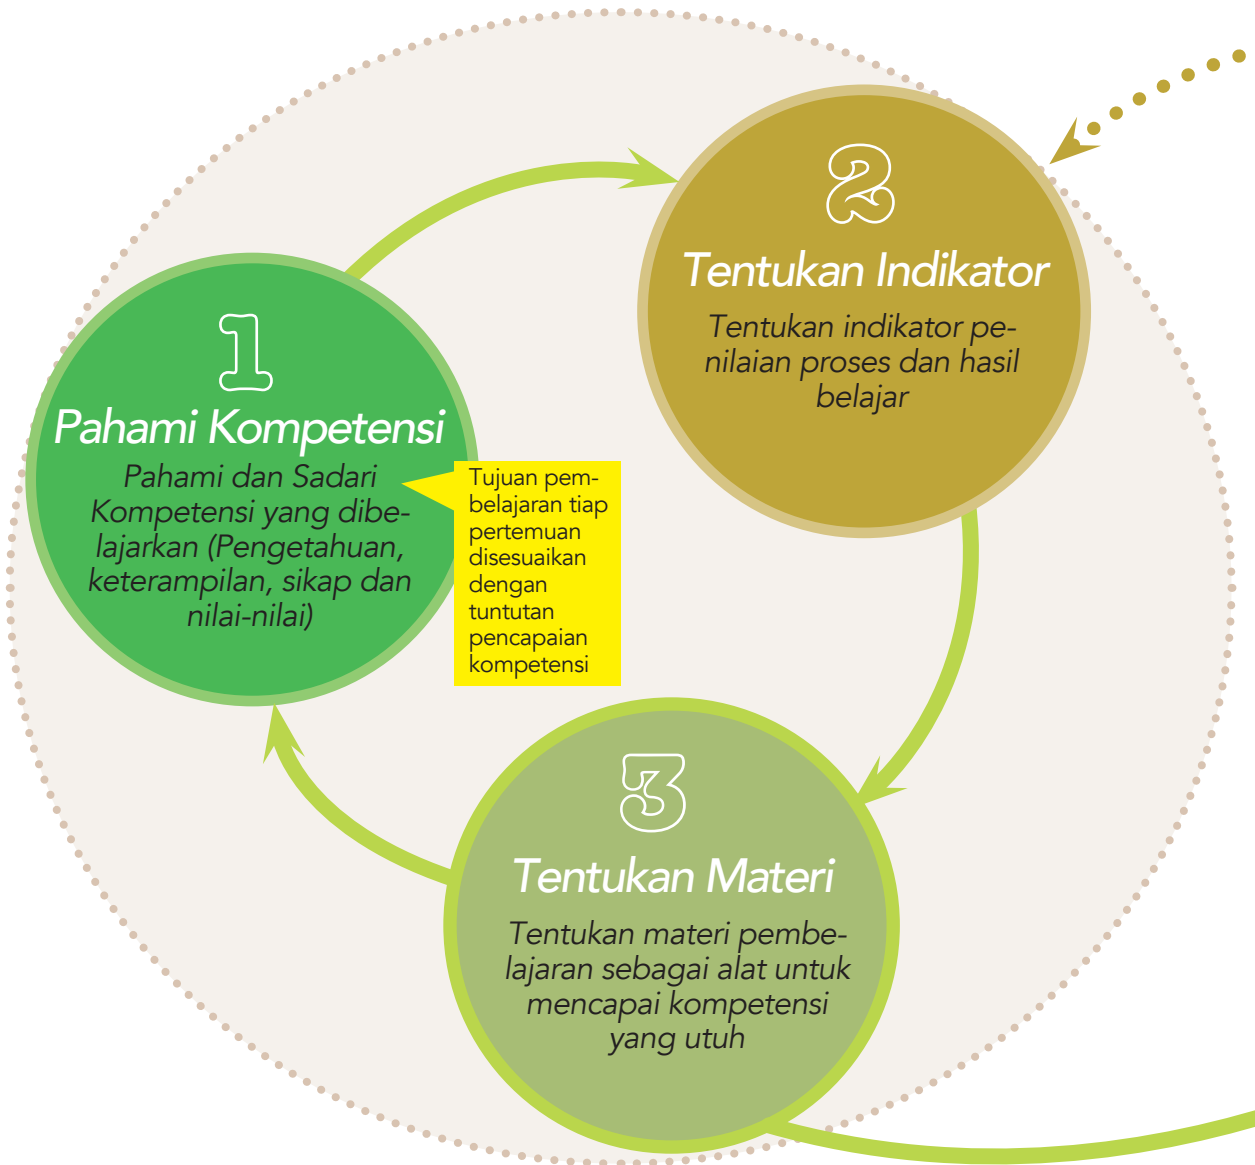 1
Pahami Kompetensi
Pahami dan Sadari
Kompetensi yang dibe-
lajarkan (Pengetahuan,
keterampilan, sikap dan
nilai-nilai)
Tujuan pem-
belajaran tiap
pertemuan
disesuaikan
dengan
tuntutan
pencapaian
kompetensi
2
Tentukan Indikator
Tentukan indikator pe-
nilaian proses dan hasil
belajar
3
Tentukan Materi
Tentukan materi pembe-
lajaran sebagai alat untuk
mencapai kompetensi
yang utuh